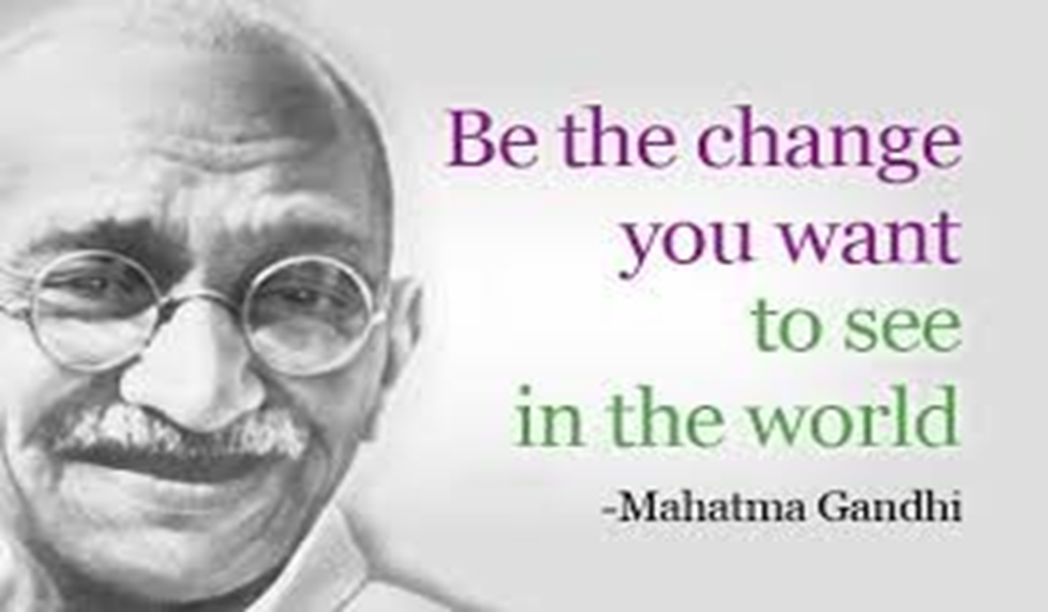 Be the change
you want
to see
in the world
-Mahatma Gandhi